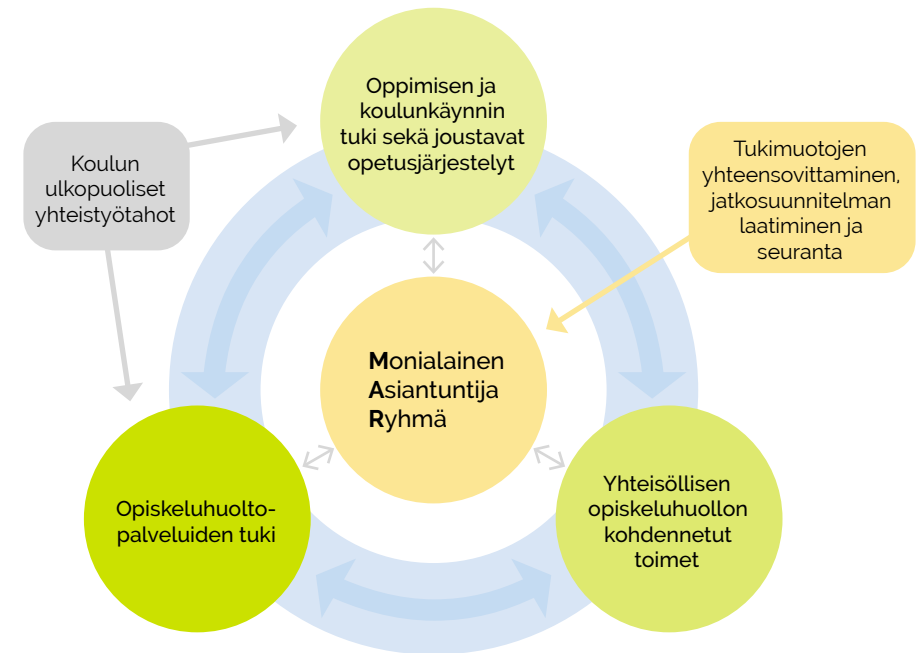 Oppimisen ja
koulunkäynnin
tuki sekä joustavat
opetusjärjestelyt
Koulun
ulkopuoliset
yhteistyötahot
Tukimuotojen
yhteensovittaminen,
jatkosuunnitelman
laatiminen ja
seuranta
Monialainen
Asiantuntija
Ryhmä
Opiskeluhuolto-
palveluiden tuki
Yhteisöllisen
opiskeluhuollon
kohdennetut
toimet